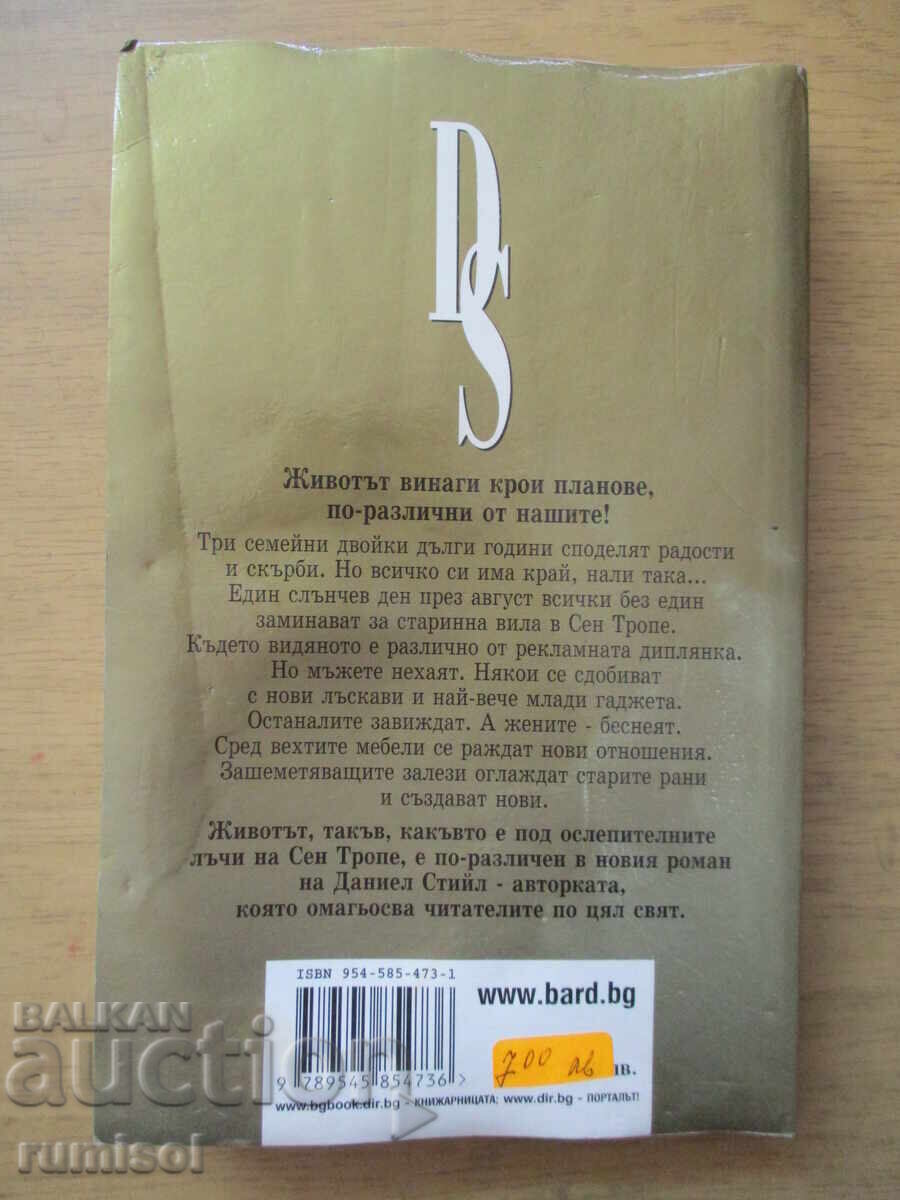 DS
Животът винаги крои планове,
по-различни от нашите!
Три семейни двойки дълги години споделят радости
и скърби. Но всичко си има край, нали така...
Един слънчев ден през август всички без един
заминават за старинна вила в Сен Тропе.
Където видяното е различно от рекламната диплянка.
Но мъжете нехаят. Някои се сдобиват
с нови лъскави и най-вече млади гаджета.
Останалите завиждат. А жените - беснеят.
Сред вехтите мебели се раждат нови отношения.
Зашеметяващите залези оглаждат старите рани
и създават нови.
Животът, такъв, какъвто е под ослепителните
лъчи на Сен Тропе, е по-различен в новия роман
на Даниел Стийл - авторката,
която омагьосва читателите по цял свят.
ISBN 954-585-473-1
www.bard.bg
700 лв лв.
9 789545 854736 >
www.bgbook.dir.bg - КНИЖАРНИЦАТА; www.dir.bg - ПОРТАЛЪТ!
BALKAN
auction
rumisol